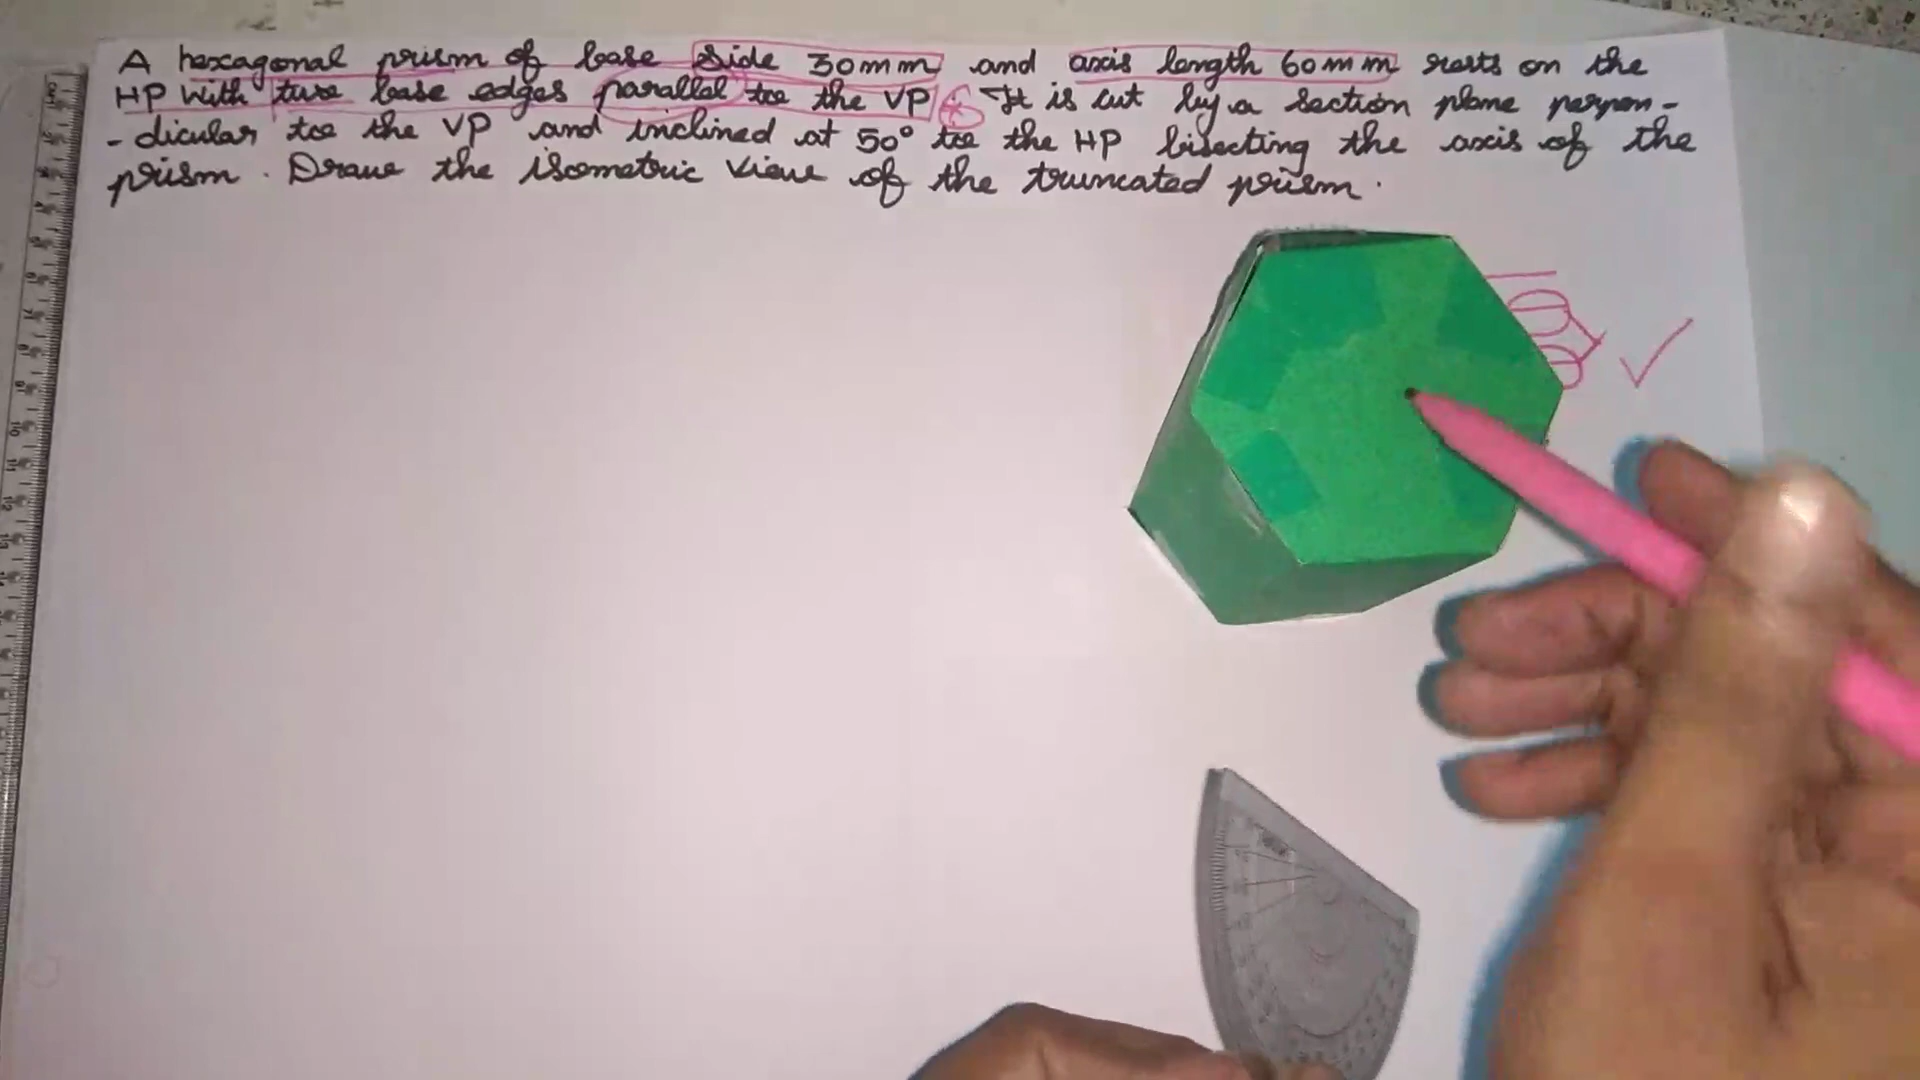 A hexagonal prism of base side 30mm and axis length 60mm rests on the
HP with two base edges parallel to the VP. It is cut by a section plane perpen-
-dicular to the VP and inclined at 50° to the HP bisecting the axis of the
prism. Draw the isometric view of the truncated prism.